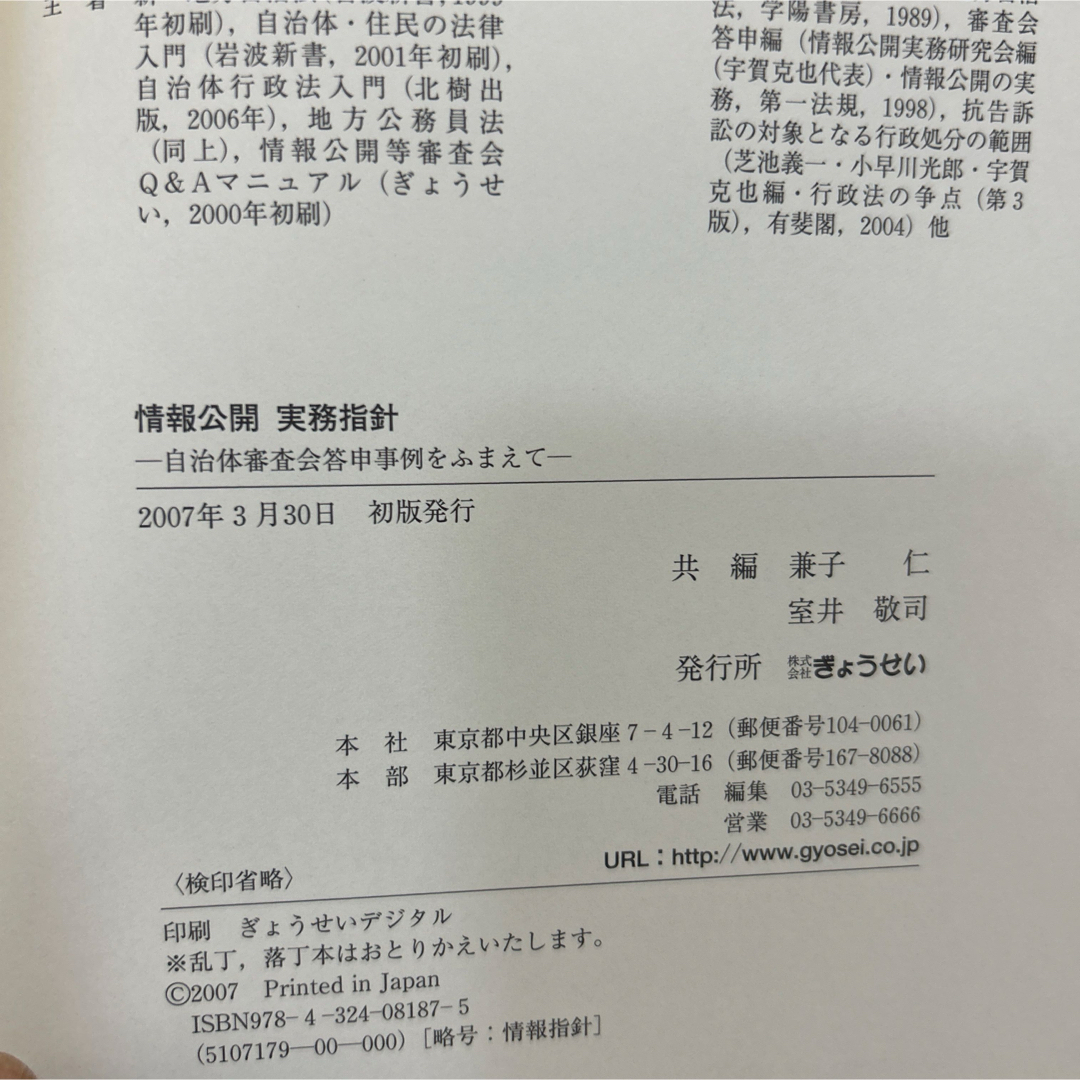 主 著
年初刷），自治体・住民の法律
入門（岩波新書，2001年初刷），
自治体行政法入門（北樹出
版，2006年），地方公務員法
（同上），情報公開等審査会
Q＆Aマニュアル（ぎょうせ
い，2000年初刷）
法，学陽書房，1989），審査会
答申編（情報公開実務研究会編
（宇賀克也代表）・情報公開の実
務，第一法規，1998），抗告訴
訟の対象となる行政処分の範囲
（芝池義一・小早川光郎・宇賀
克也編・行政法の争点（第3
版），有斐閣，2004）他
情報公開 実務指針
―自治体審査会答申事例をふまえて―
2007年3月30日 初版発行
共 編 兼子 仁
室井 敬司
発行所 株式会社ぎょうせい
本 社 東京都中央区銀座7-4-12（郵便番号104-0061）
本 部 東京都杉並区荻窪4-30-16（郵便番号167-8088）
電話 編集 03-5349-6555
営業 03-5349-6666
URL：http://www.gyosei.co.jp
〈検印省略〉
印刷 ぎょうせいデジタル
※乱丁，落丁本はおとりかえいたします。
©2007 Printed in Japan
ISBN978-4-324-08187-5
（5107179―00―000）［略号：情報指針］